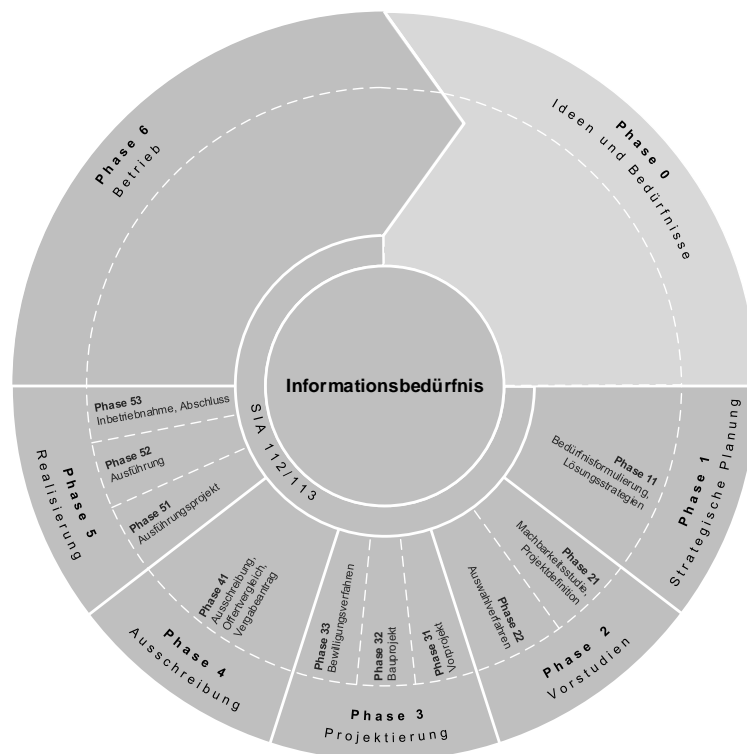 Phase 0
Ideen und Bedürfnisse
Phase 1
Strategische Planung
Phase 11
Bedürfnisformulierung,
Lösungsstrategien
Phase 2
Vorstudien
Phase 21
Machbarkeitsstudie,
Projektdefinition
Phase 22
Auswahlverfahren
Phase 3
Projektierung
Phase 31
Vorprojekt
Phase 32
Bauprojekt
Phase 33
Bewilligungsverfahren
Phase 4
Ausschreibung
Phase 41
Ausschreibung,
Offertvergleich,
Vergabeantrag
Phase 5
Realisierung
Phase 51
Ausführungsprojekt
Phase 52
Ausführung
Phase 53
Inbetriebnahme, Abschluss
Phase 6
Betrieb
SIA 112/113
Informationsbedürfnis